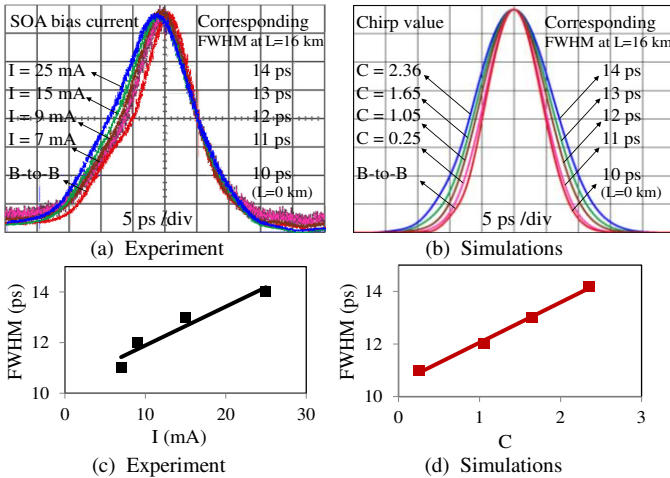 SOA bias current
Corresponding
FWHM at L=16 km
I = 25 mA
14 ps
I = 15 mA
13 ps
I = 9 mA
12 ps
I = 7 mA
11 ps
B-to-B
10 ps
(L=0 km)
5 ps /div
(a) Experiment
Chirp value
Corresponding
FWHM at L=16 km
C = 2.36
14 ps
C = 1.65
13 ps
C = 1.05
12 ps
C = 0.25
11 ps
B-to-B
10 ps
(L=0 km)
5 ps /div
(b) Simulations
FWHM (ps)
14
12
10
0
10
20
30
I (mA)
(c) Experiment
FWHM (ps)
14
12
10
0
1
2
3
C
(d) Simulations